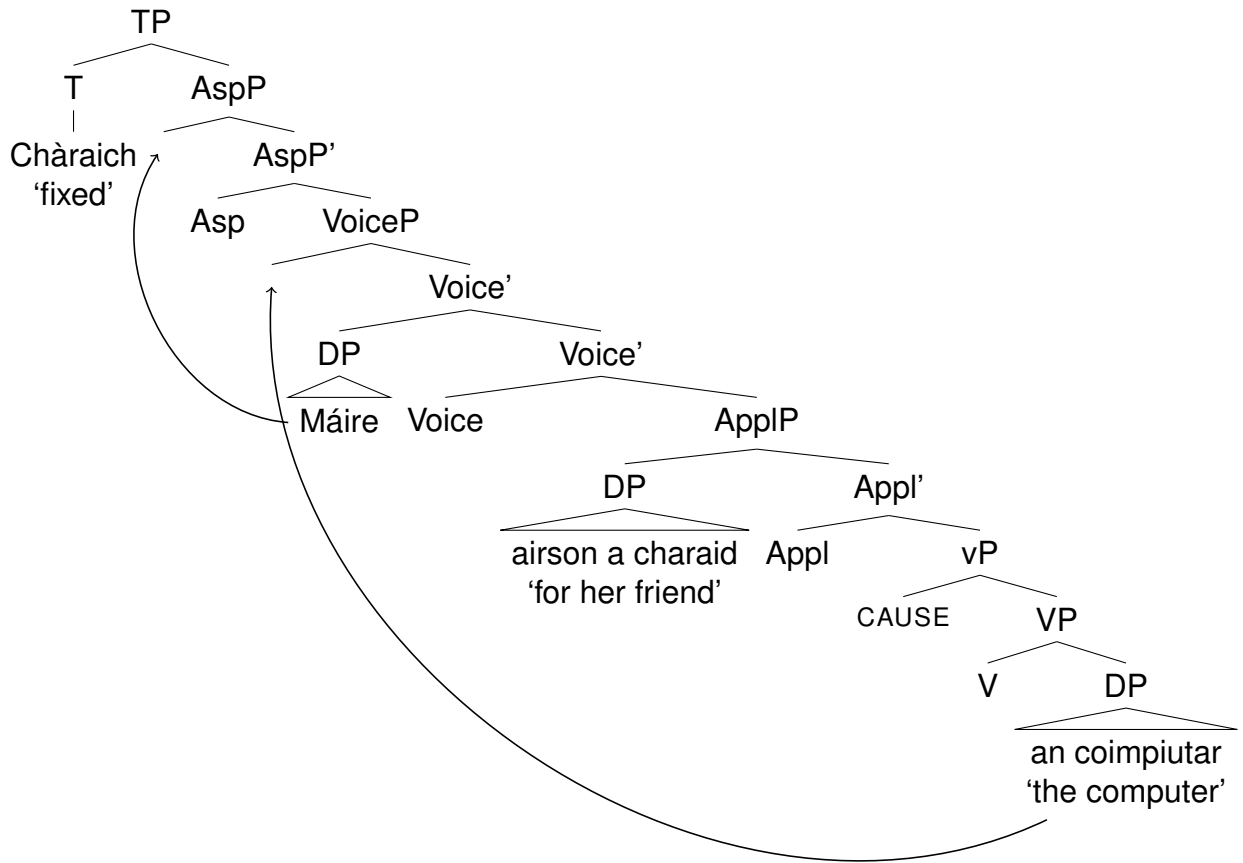 TP
T AspP
Chàraich AspP’
‘fixed’
Asp VoiceP
Voice’
DP Voice’
Máire Voice ApplP
DP Appl’
airson a charaid Appl vP
‘for her friend’
CAUSE VP
V DP
an coimpiutar
‘the computer’